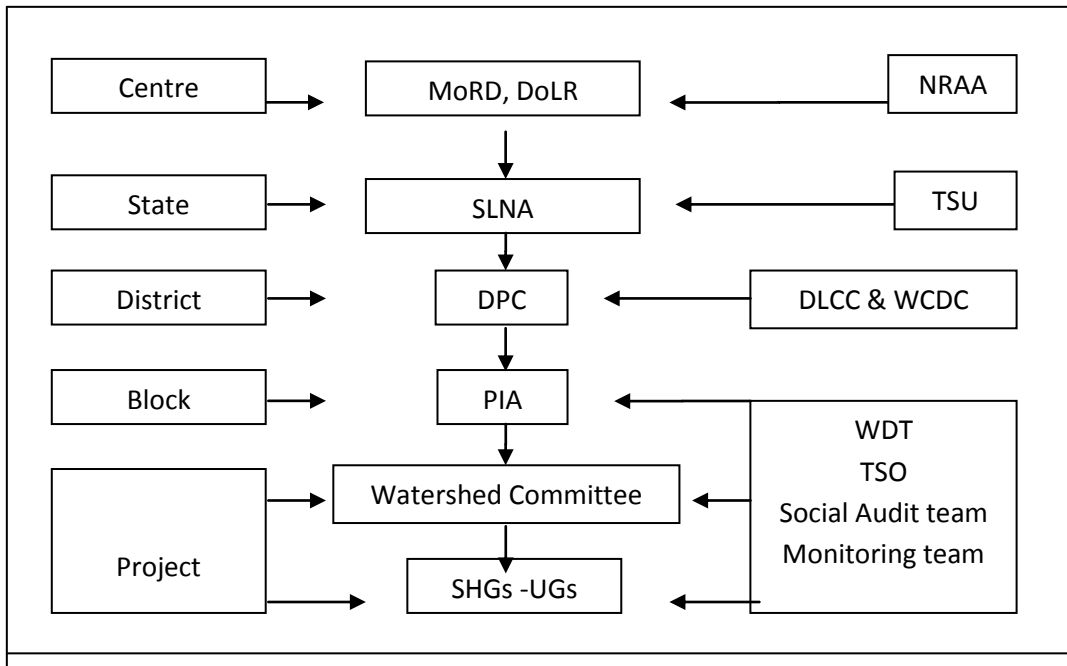 Centre
MoRD, DoLR
NRAA
State
SLNA
TSU
District
DPC
DLCC & WCDC
Block
PIA
WDT
TSO
Social Audit team
Monitoring team
Project
Watershed Committee
SHGs -UGs